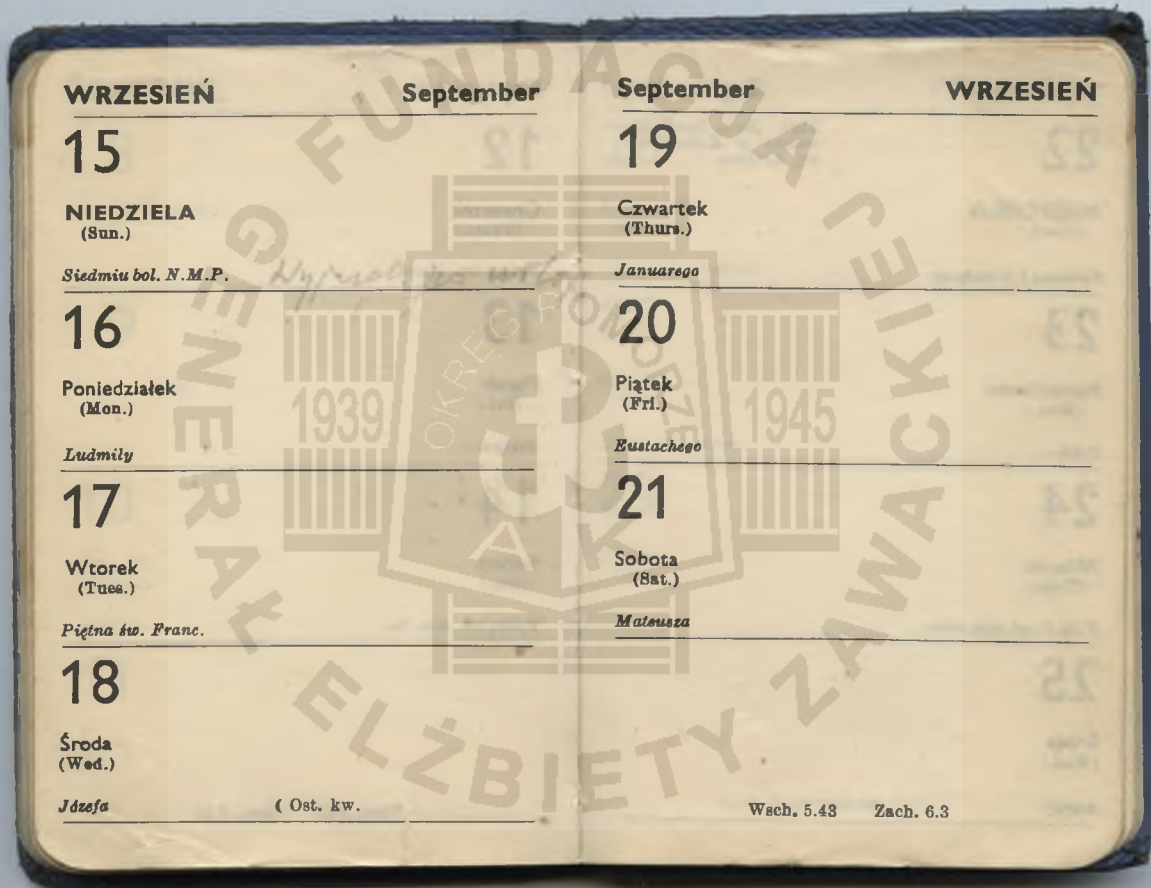 WRZESIEŃ September
15
NIEDZIELA
(Sun.)
Siedmiu bol. N.M.P.
16
Poniedziałek
(Mon.)
Ludmiły
17
Wtorek
(Tues.)
Piętna św. Franc.
18
Środa
(Wed.)
Józefa ( Ost. kw.
September WRZESIEŃ
19
Czwartek
(Thurs.)
Januarego
20
Piątek
(Fri.)
Eustachego
21
Sobota
(Sat.)
Mateusza
Wsch. 5.43 Zach. 6.3
FUNDACJA GENERAŁ ELŻBIETY ZAWACKIEJ
1939 1945
OKRĘG POMORZE
AK